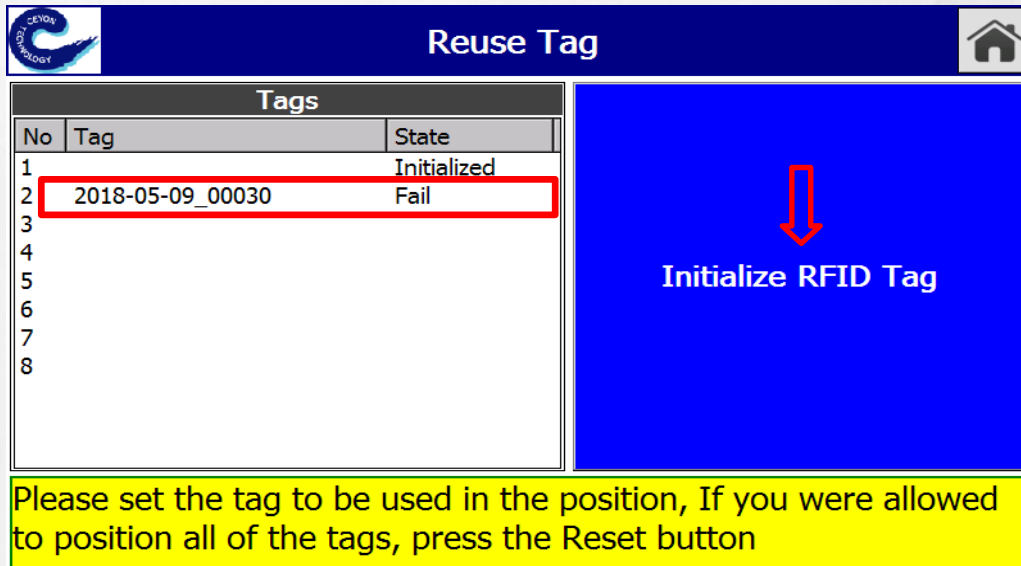 CEYON
TECHNOLOGY
Reuse Tag
Tags
No Tag State
1 Initialized
2 2018-05-09_00030 Fail
3
4
5
6
7
8
Initialize RFID Tag
Please set the tag to be used in the position, If you were allowed
to position all of the tags, press the Reset button